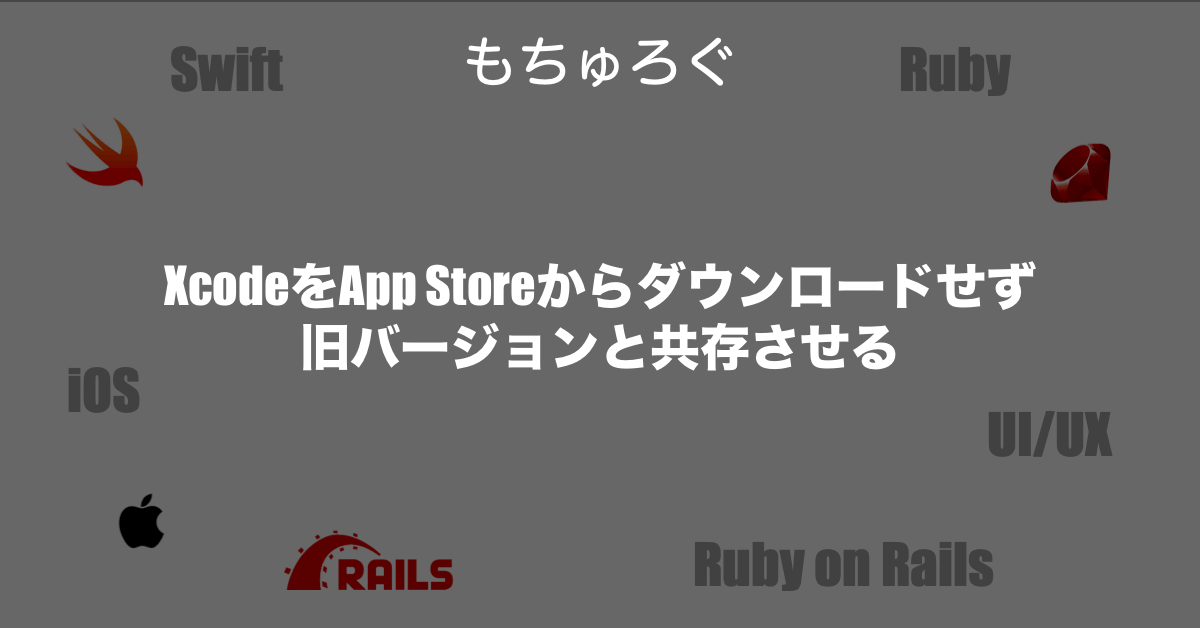 もちゅろぐ
Swift
Ruby
XcodeをApp Storeからダウンロードせず
旧バージョンと共存させる
iOS
UI/UX
RAILS
Ruby on Rails